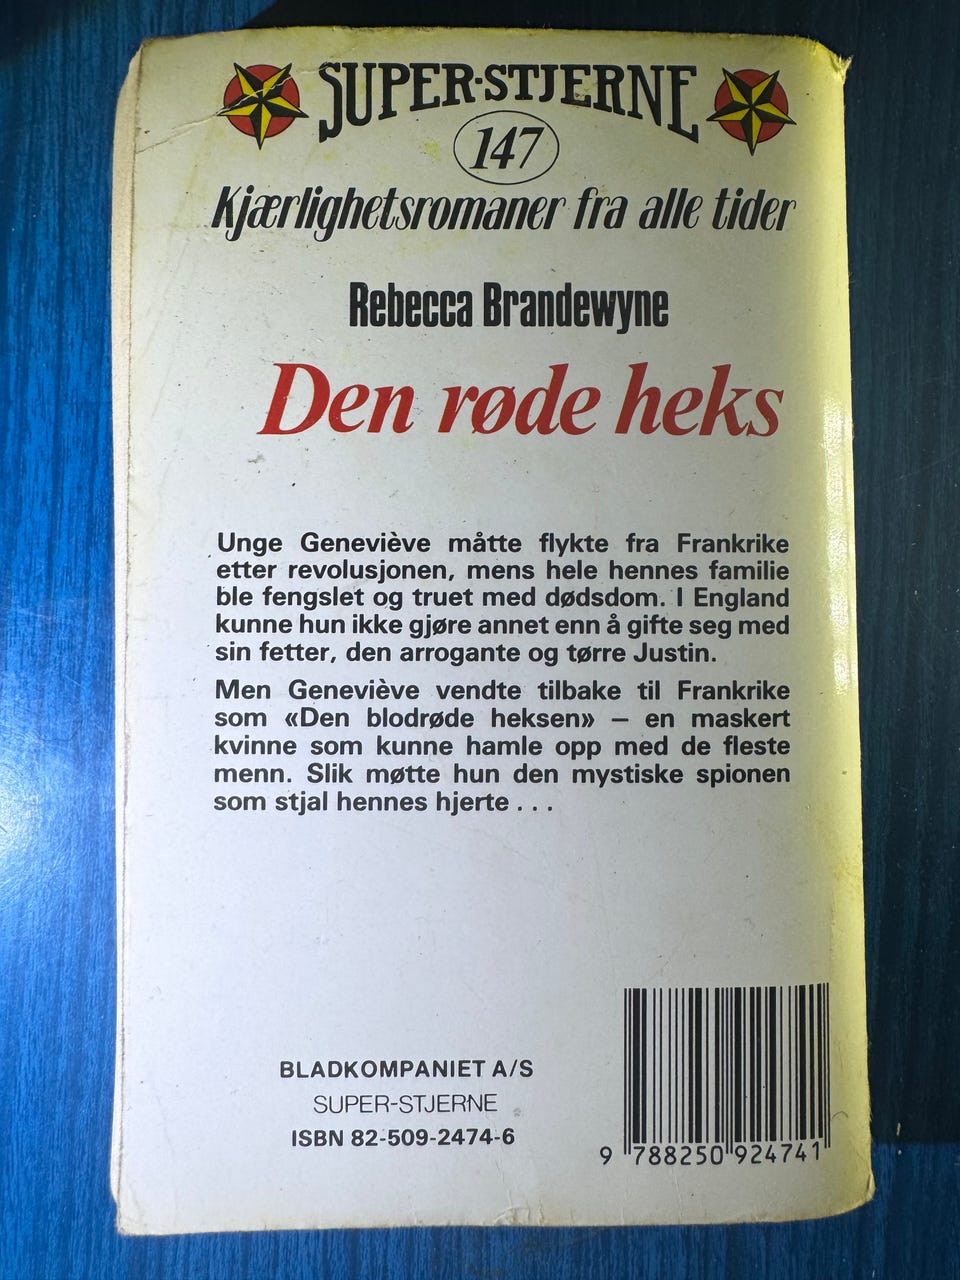 SUPER-STJERNE
147
Kjærlighetsromaner fra alle tider
Rebecca Brandewyne
Den røde heks
Unge Geneviève måtte flykte fra Frankrike
etter revolusjonen, mens hele hennes familie
ble fengslet og truet med dødsdom. I England
kunne hun ikke gjøre annet enn å gifte seg med
sin fetter, den arrogante og tørre Justin.
Men Geneviève vendte tilbake til Frankrike
som «Den blodrøde heksen» – en maskert
kvinne som kunne hamle opp med de fleste
menn. Slik møtte hun den mystiske spionen
som stjal hennes hjerte . . .
BLADKOMPANIET A/S
SUPER-STJERNE
ISBN 82-509-2474-6
9 788250 924741